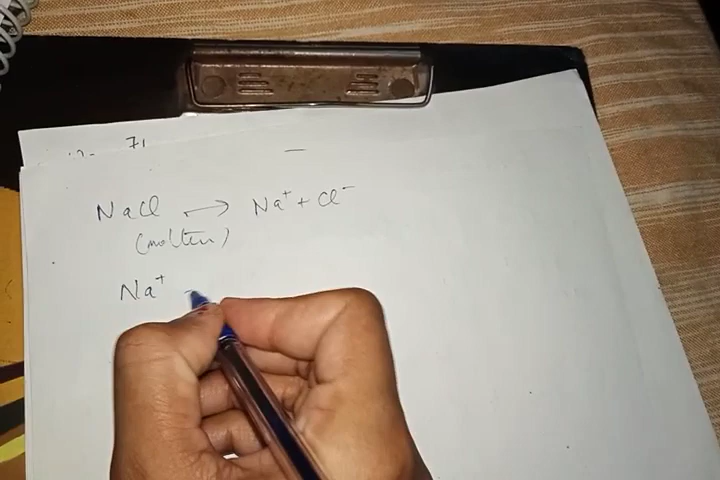 NaCl → Na⁺ + Cl⁻
(molten)
Na⁺